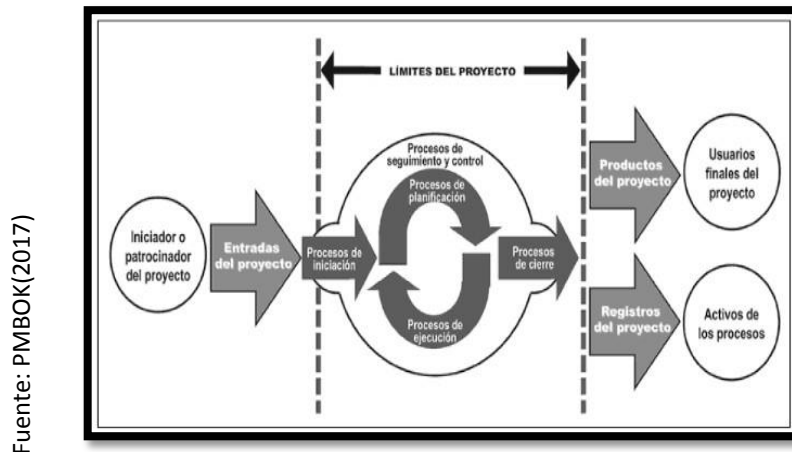 LÍMITES DEL PROYECTO
Procesos de
seguimiento y control
Procesos de
planificación
Iniciador o
patrocinador
del proyecto
Entradas
del proyecto
Procesos
de iniciación
Procesos
de cierre
Procesos de
ejecución
Productos
del proyecto
Usuarios
finales del
proyecto
Registros
del proyecto
Activos de
los procesos
Fuente: PMBOK(2017)